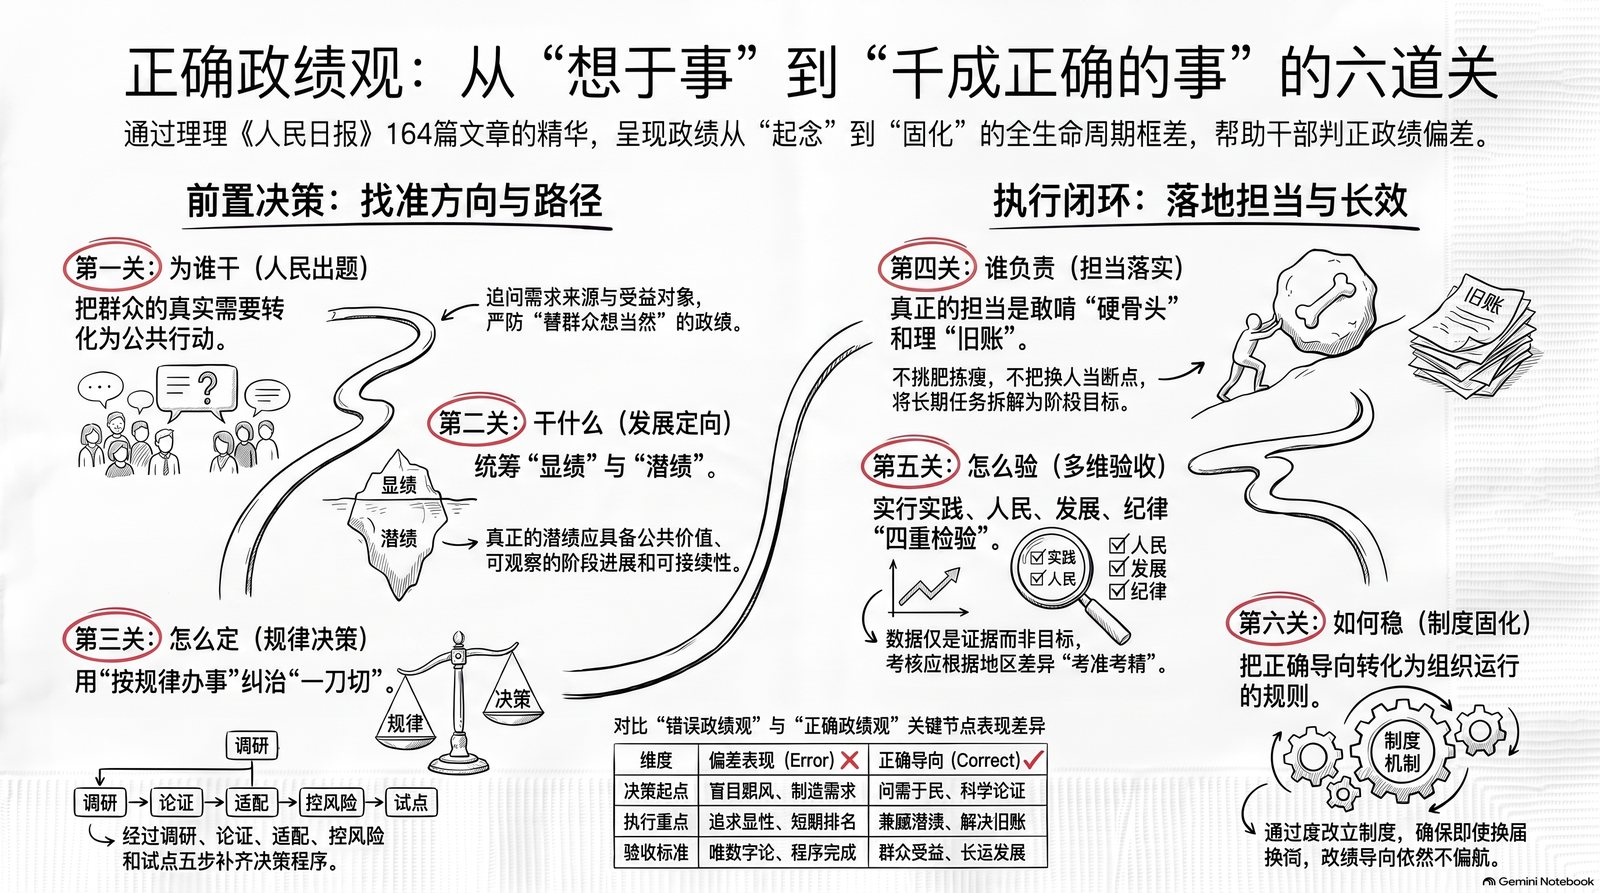 正确政绩观：从“想于事”到“千成正确的事”的六道关
通过理理《人民日报》164篇文章的精华，呈现政绩从“起念”到“固化”的全生命周期框差，帮助干部判正政绩偏差。
前置决策：找准方向与路径
第一关：为谁干（人民出题）
把群众的真实需要转
化为公共行动。
追问需求来源与受益对象，
严防“替群众想当然”的政绩。
?
第二关：干什么（发展定向）
统筹“显绩”与“潜绩”。
显绩
潜绩
真正的潜绩应具备公共价值、
可观察的阶段进展和可接续性。
第三关：怎么定（规律决策）
用“按规律办事”纠治“一刀切”。
规律
决策
调研
调研
论证
适配
控风险
试点
经过调研、论证、适配、控风险
和试点五步补齐决策程序。
执行闭环：落地担当与长效
第四关：谁负责（担当落实）
真正的担当是敢啃“硬骨头”
和理“旧账”。
不挑肥拣瘦，不把换人当断点，
将长期任务拆解为阶段目标。
旧账
第五关：怎么验（多维验收）
实行实践、人民、发展、纪律
“四重检验”。
实践
人民
人民
发展
纪律
数据仅是证据而非目标，
考核应根据地区差异“考准考精”。
第六关：如何稳（制度固化）
把正确导向转化为组织运行
的规则。
制度
机制
通过度改立制度，确保即使换届
换岗，政绩导向依然不偏航。
对比“错误政绩观”与“正确政绩观”关键节点表现差异
维度 偏差表现 (Error) 正确导向 (Correct)
决策起点 盲目跟风、制造需求 问需于民、科学论证
执行重点 追求显性、短期排名 兼顾潜绩、解决旧账
验收标准 唯数字论、程序完成 群众受益、长运发展
Gemini Notebook